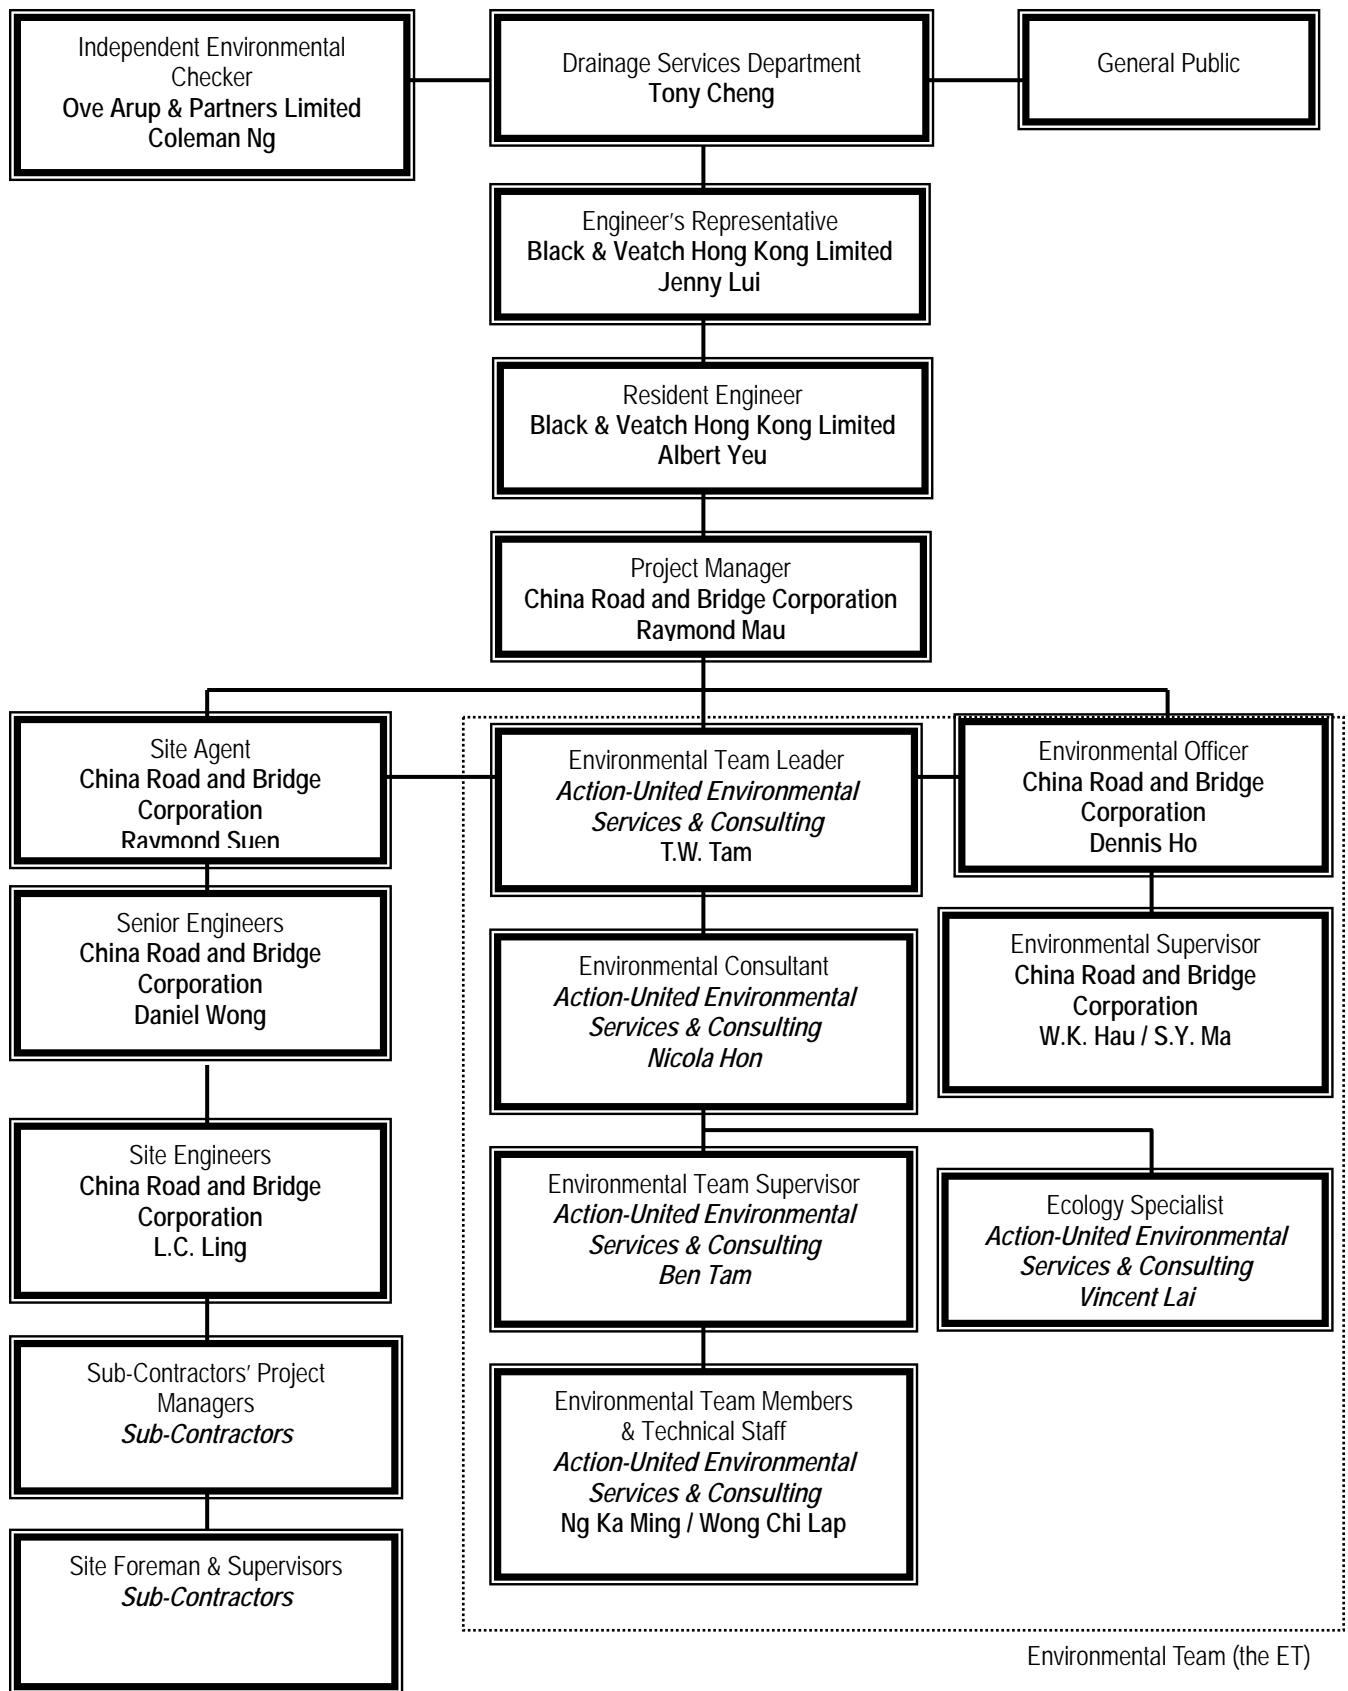 Independent Environmental
Checker
Ove Arup & Partners Limited
Coleman Ng
Drainage Services Department
Tony Cheng
General Public
Engineer's Representative
Black & Veatch Hong Kong Limited
Jenny Lui
Resident Engineer
Black & Veatch Hong Kong Limited
Albert Yeu
Project Manager
China Road and Bridge Corporation
Raymond Mau
Site Agent
China Road and Bridge
Corporation
Raymond Suen
Environmental Team Leader
Action-United Environmental
Services & Consulting
T.W. Tam
Environmental Officer
China Road and Bridge
Corporation
Dennis Ho
Senior Engineers
China Road and Bridge
Corporation
Daniel Wong
Environmental Consultant
Action-United Environmental
Services & Consulting
Nicola Hon
Environmental Supervisor
China Road and Bridge
Corporation
W.K. Hau / S.Y. Ma
Site Engineers
China Road and Bridge
Corporation
L.C. Ling
Environmental Team Supervisor
Action-United Environmental
Services & Consulting
Ben Tam
Ecology Specialist
Action-United Environmental
Services & Consulting
Vincent Lai
Sub-Contractors' Project
Managers
Sub-Contractors
Environmental Team Members
& Technical Staff
Action-United Environmental
Services & Consulting
Ng Ka Ming / Wong Chi Lap
Site Foreman & Supervisors
Sub-Contractors
Environmental Team (the ET)